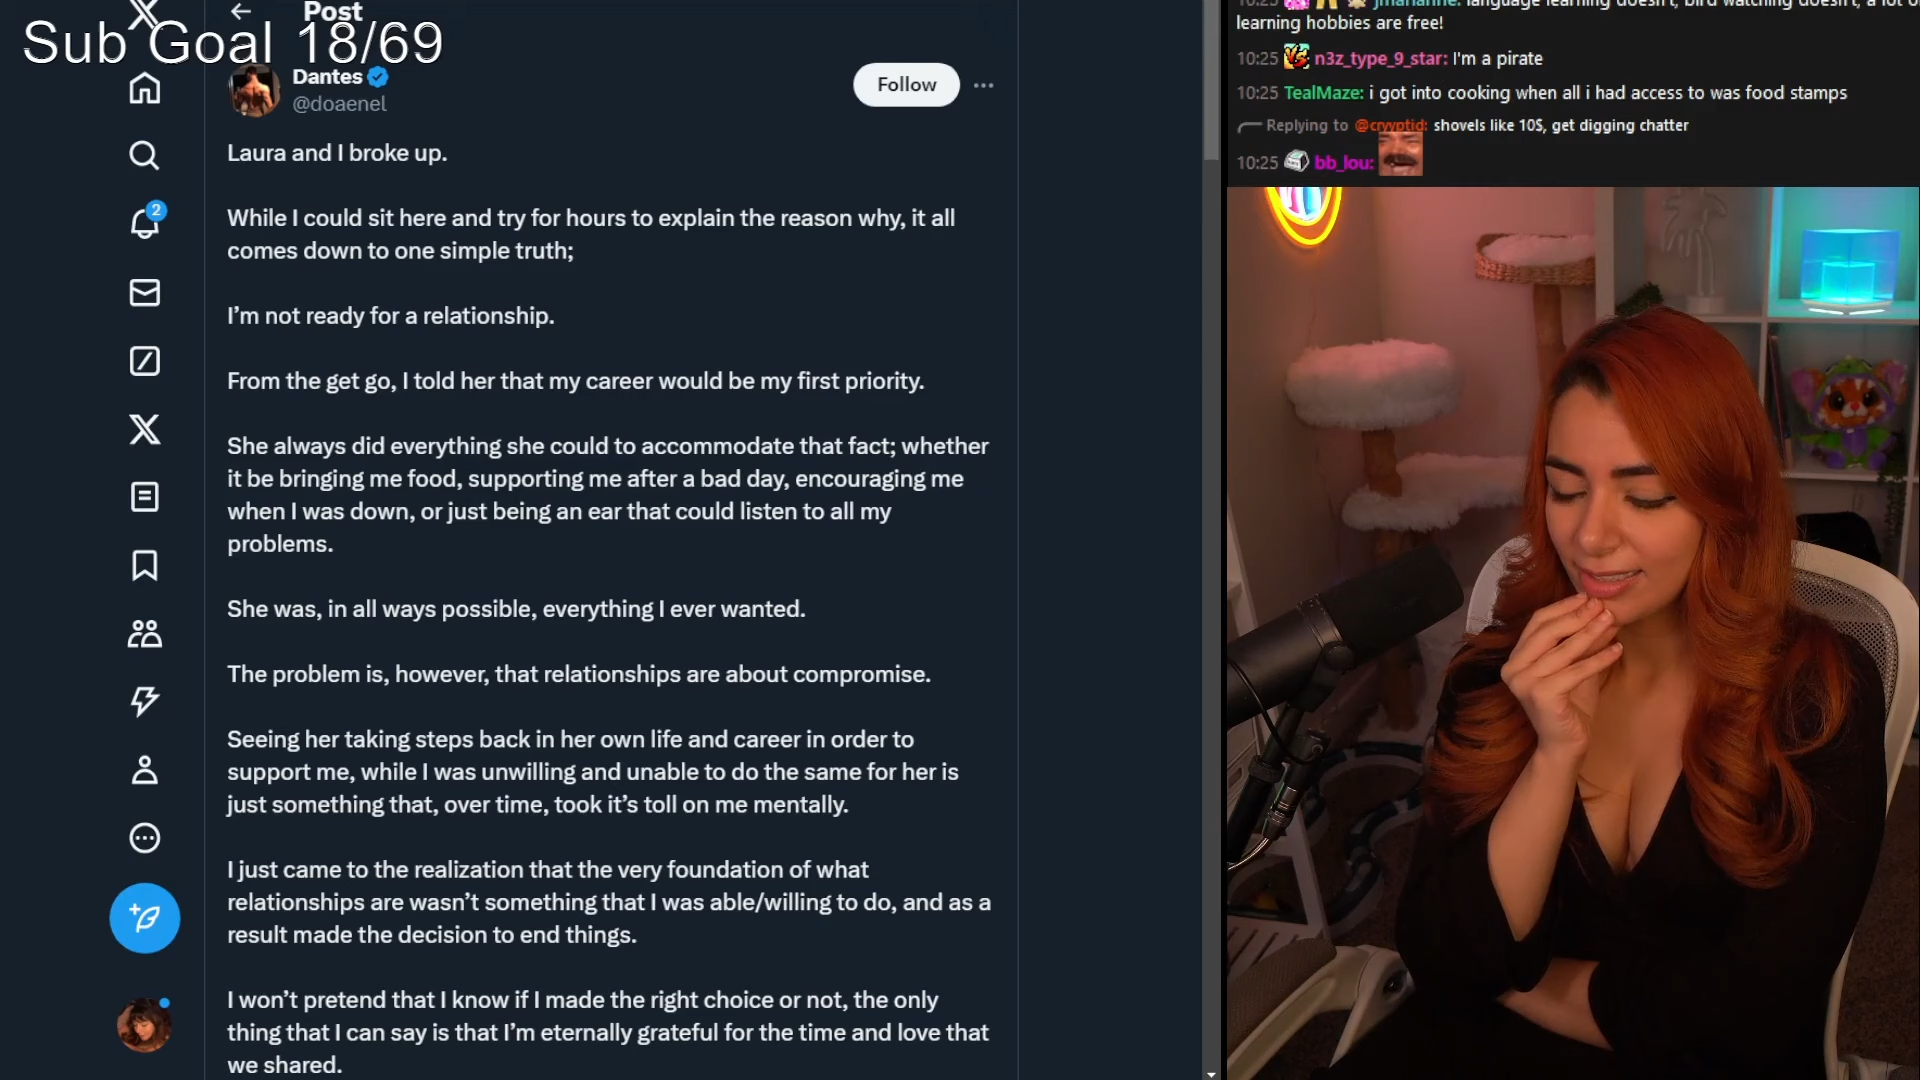 Post
Sub Goal 18/69
Dantes
@doaenel
Follow
2
Laura and I broke up.
While I could sit here and try for hours to explain the reason why, it all
comes down to one simple truth;
I'm not ready for a relationship.
From the get go, I told her that my career would be my first priority.
She always did everything she could to accommodate that fact; whether
it be bringing me food, supporting me after a bad day, encouraging me
when I was down, or just being an ear that could listen to all my
problems.
She was, in all ways possible, everything I ever wanted.
The problem is, however, that relationships are about compromise.
Seeing her taking steps back in her own life and career in order to
support me, while I was unwilling and unable to do the same for her is
just something that, over time, took it's toll on me mentally.
I just came to the realization that the very foundation of what
relationships are wasn't something that I was able/willing to do, and as a
result made the decision to end things.
I won't pretend that I know if I made the right choice or not, the only
thing that I can say is that I'm eternally grateful for the time and love that
we shared.
10:25 jmarianne: language learning doesn't, bird watching doesn't, a lot of
learning hobbies are free!
10:25 n3z_type_9_star: I'm a pirate
10:25 TealMaze: i got into cooking when all i had access to was food stamps
Replying to @cryptid: shovels like 10$, get digging chatter
10:25 bb_lou: